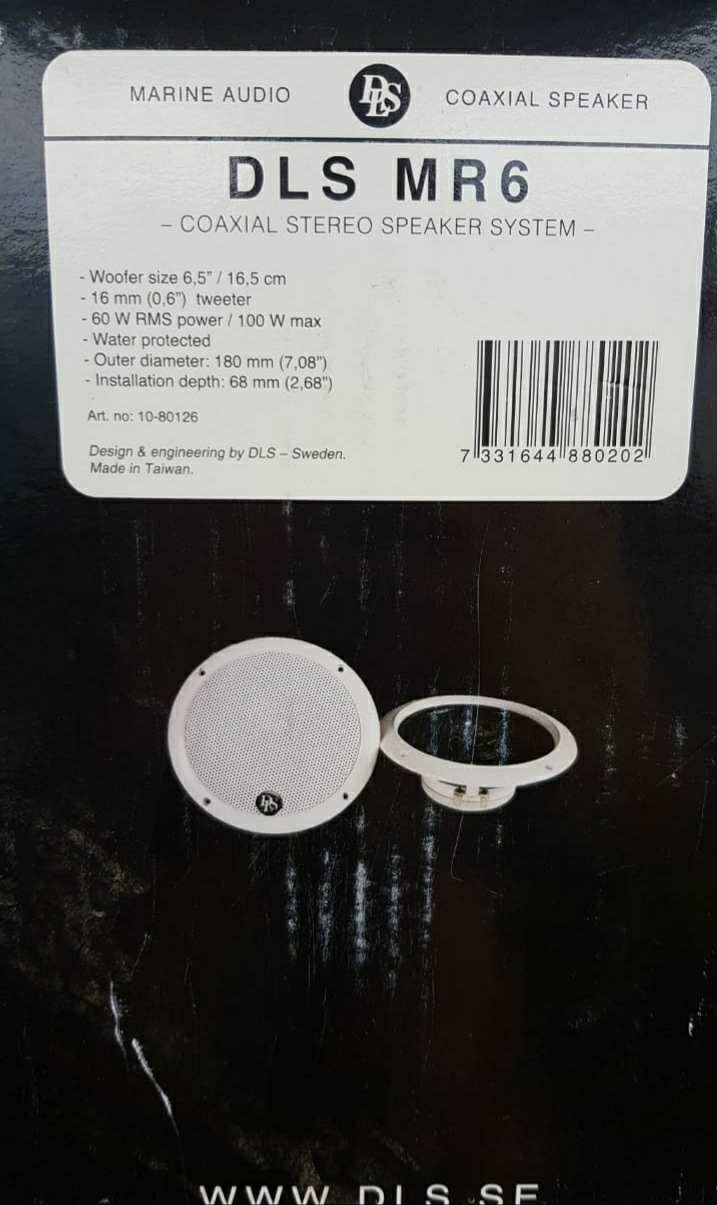 MARINE AUDIO DLS COAXIAL SPEAKER
DLS MR6
– COAXIAL STEREO SPEAKER SYSTEM –
- Woofer size 6,5” / 16,5 cm
- 16 mm (0,6”) tweeter
- 60 W RMS power / 100 W max
- Water protected
- Outer diameter: 180 mm (7,08”)
- Installation depth: 68 mm (2,68”)
Art. no: 10-80126
Design & engineering by DLS – Sweden.
Made in Taiwan.
7 331644 880202
DLS
WWW.DLS.SE